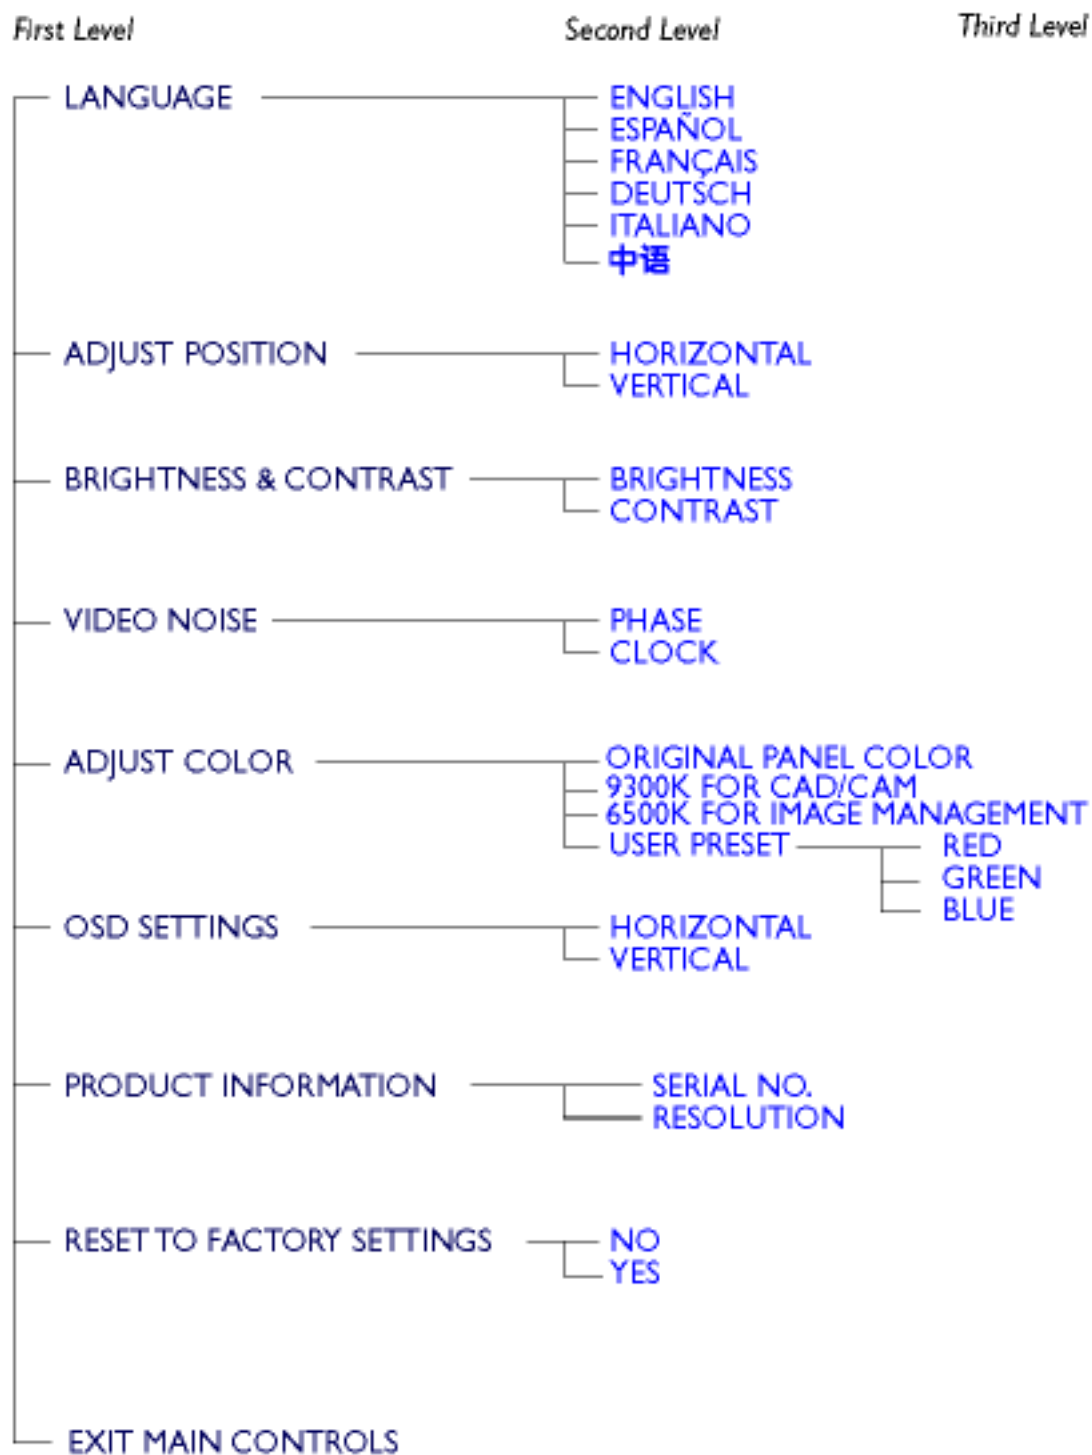 First Level Second Level Third Level
LANGUAGE ENGLISH
ESPAÑOL
FRANÇAIS
DEUTSCH
ITALIANO
中语
ADJUST POSITION HORIZONTAL
VERTICAL
BRIGHTNESS & CONTRAST BRIGHTNESS
CONTRAST
VIDEO NOISE PHASE
CLOCK
ADJUST COLOR ORIGINAL PANEL COLOR
9300K FOR CAD/CAM
6500K FOR IMAGE MANAGEMENT
USER PRESET RED
GREEN
BLUE
OSD SETTINGS HORIZONTAL
VERTICAL
PRODUCT INFORMATION SERIAL NO.
RESOLUTION
RESET TO FACTORY SETTINGS NO
YES
EXIT MAIN CONTROLS